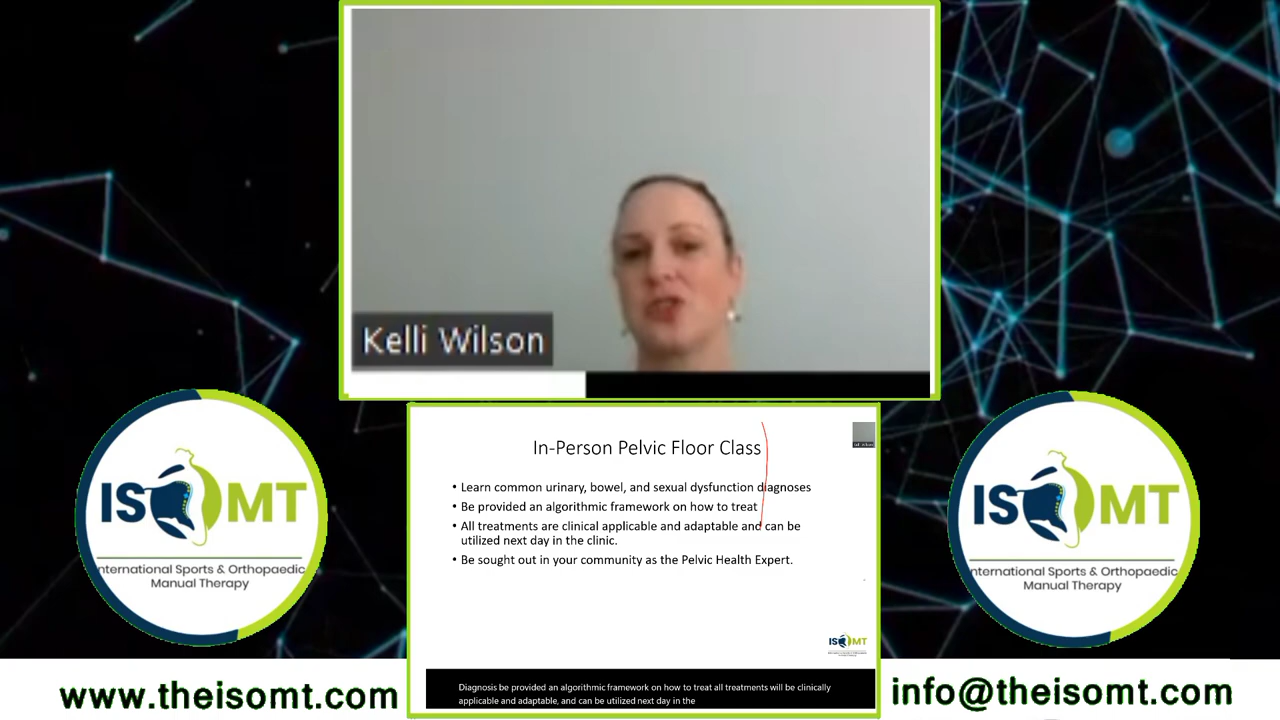 Kelli Wilson
In-Person Pelvic Floor Class
• Learn common urinary, bowel, and sexual dysfunction diagnoses
• Be provided an algorithmic framework on how to treat
• All treatments are clinical applicable and adaptable and can be
utilized next day in the clinic.
• Be sought out in your community as the Pelvic Health Expert.
ISOMT
International Sports & Orthopaedic
Manual Therapy
ISOMT
International Sports & Orthopaedic
Manual Therapy
ISOMT
Diagnosis be provided an algorithmic framework on how to treat all treatments will be clinically
applicable and adaptable, and can be utilized next day in the
www.theisomt.com
info@theisomt.com